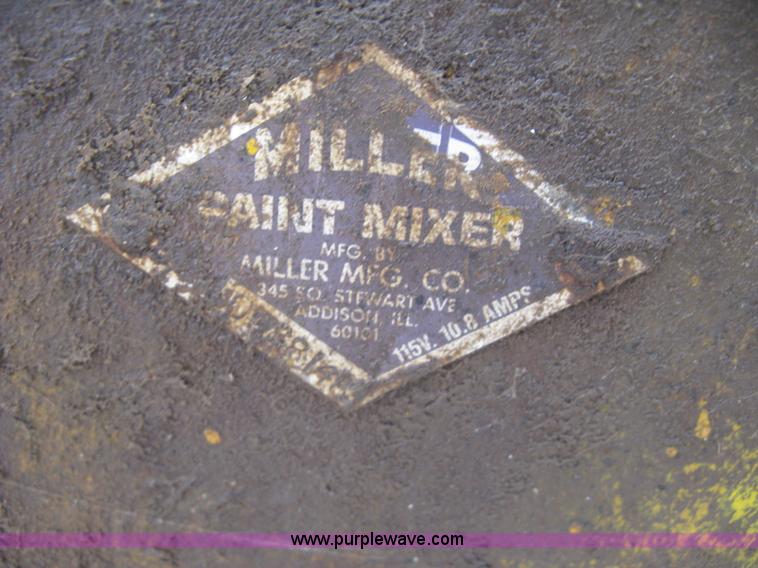 MILLER
PAINT MIXER
MFG. BY
MILLER MFG. CO.
345 SO. STEWART AVE
ADDISON, ILL.
60101
115V. 10.8 AMPS
www.purplewave.com